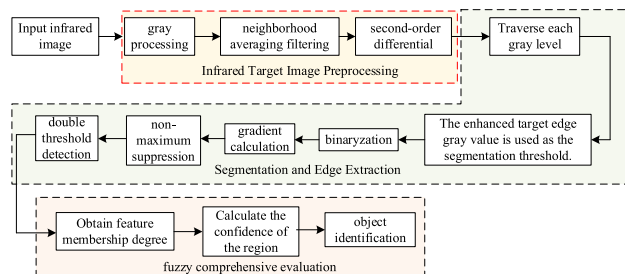 Input infrared
image
gray
processing
neighborhood
averaging filtering
second-order
differential
Infrared Target Image Preprocessing
Traverse each
gray level
The enhanced target edge
gray value is used as the
segmentation threshold.
binaryzation
gradient
calculation
non-
maximum
suppression
double
threshold
detection
Segmentation and Edge Extraction
Obtain feature
membership degree
Calculate the
confidence of
the region
object
identification
fuzzy comprehensive evaluation